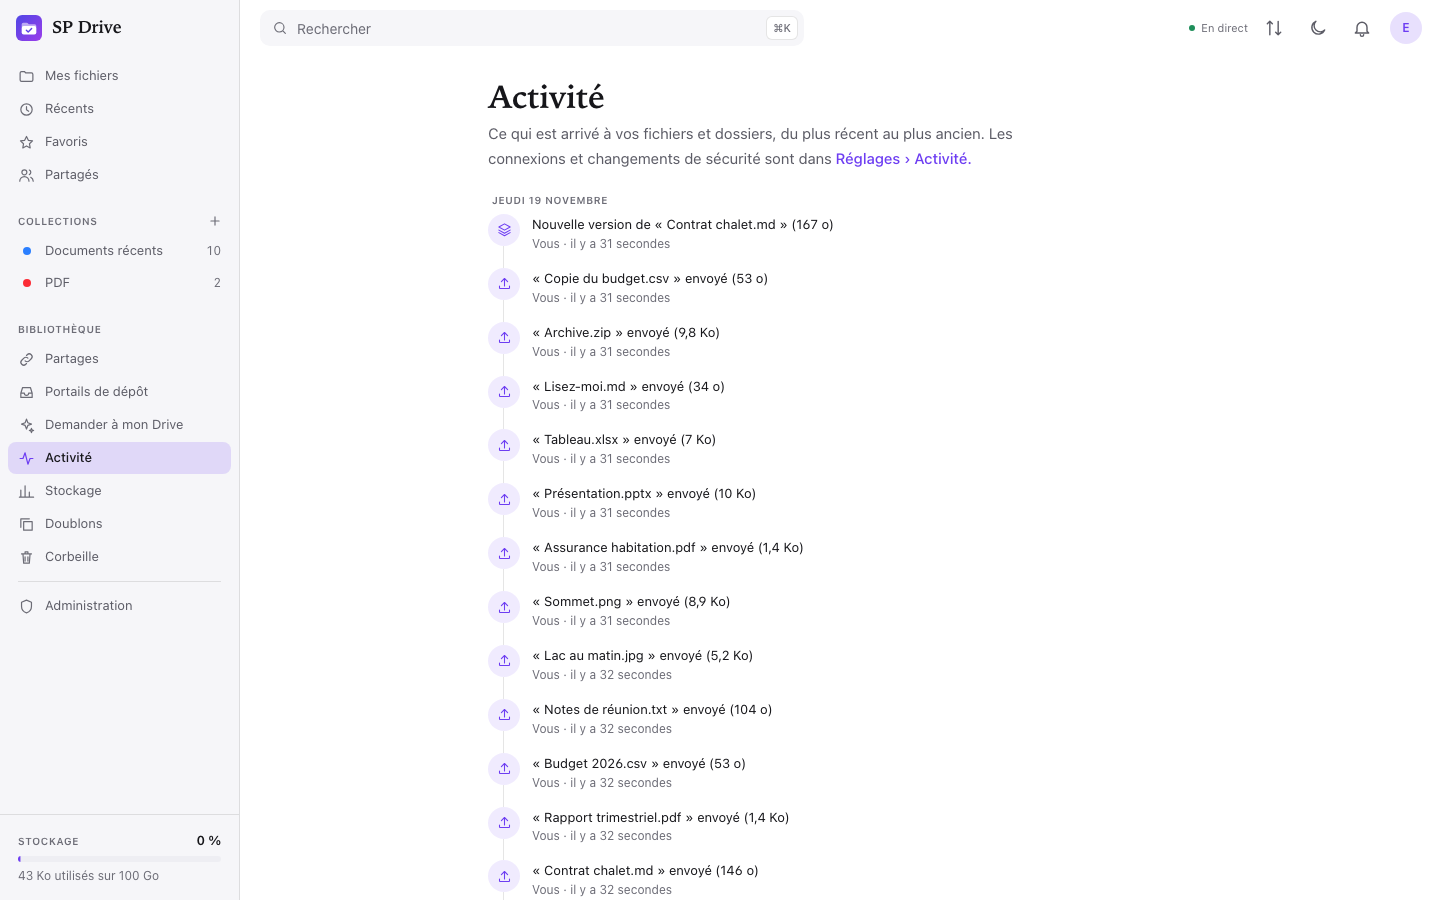 SP Drive
Rechercher
⌘K
En direct
E
Mes fichiers
Récents
Favoris
Partagés
COLLECTIONS
Documents récents 10
PDF 2
BIBLIOTHÈQUE
Partages
Portails de dépôt
Demander à mon Drive
Activité
Stockage
Doublons
Corbeille
Administration
STOCKAGE 0 %
43 Ko utilisés sur 100 Go
Activité
Ce qui est arrivé à vos fichiers et dossiers, du plus récent au plus ancien. Les
connexions et changements de sécurité sont dans Réglages › Activité.
JEUDI 19 NOVEMBRE
Nouvelle version de « Contrat chalet.md » (167 o)
Vous · il y a 31 secondes
« Copie du budget.csv » envoyé (53 o)
Vous · il y a 31 secondes
« Archive.zip » envoyé (9,8 Ko)
Vous · il y a 31 secondes
« Lisez-moi.md » envoyé (34 o)
Vous · il y a 31 secondes
« Tableau.xlsx » envoyé (7 Ko)
Vous · il y a 31 secondes
« Présentation.pptx » envoyé (10 Ko)
Vous · il y a 31 secondes
« Assurance habitation.pdf » envoyé (1,4 Ko)
Vous · il y a 31 secondes
« Sommet.png » envoyé (8,9 Ko)
Vous · il y a 31 secondes
« Lac au matin.jpg » envoyé (5,2 Ko)
Vous · il y a 32 secondes
« Notes de réunion.txt » envoyé (104 o)
Vous · il y a 32 secondes
« Budget 2026.csv » envoyé (53 o)
Vous · il y a 32 secondes
« Rapport trimestriel.pdf » envoyé (1,4 Ko)
Vous · il y a 32 secondes
« Contrat chalet.md » envoyé (146 o)
Vous · il y a 32 secondes